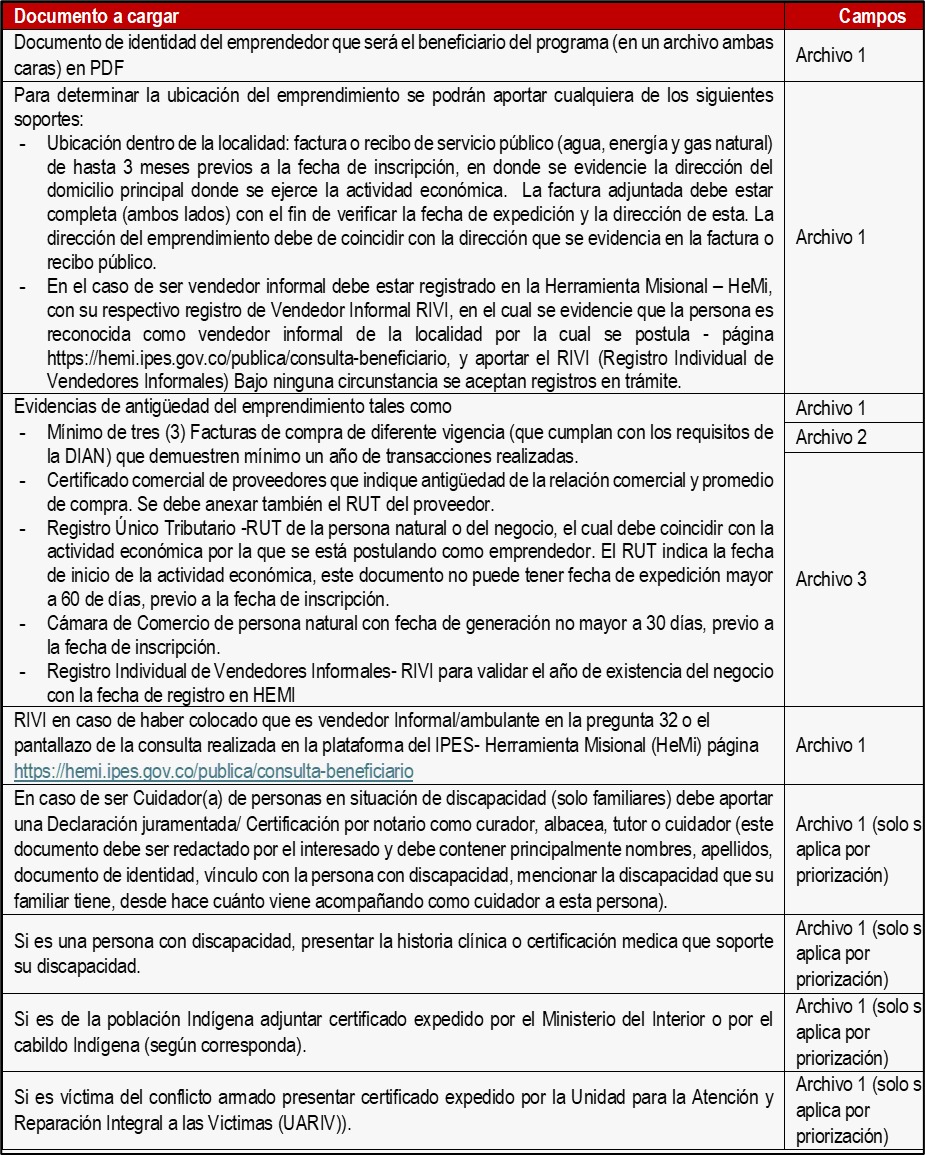 Documento a cargar Campos
Documento de identidad del emprendedor que será el beneficiario del programa (en un archivo ambas
caras) en PDF
Archivo 1
Para determinar la ubicación del emprendimiento se podrán aportar cualquiera de los siguientes
soportes:
- Ubicación dentro de la localidad: factura o recibo de servicio público (agua, energía y gas natural)
de hasta 3 meses previos a la fecha de inscripción, en donde se evidencie la dirección del
domicilio principal donde se ejerce la actividad económica. La factura adjuntada debe estar
completa (ambos lados) con el fin de verificar la fecha de expedición y la dirección de esta. La
dirección del emprendimiento debe de coincidir con la dirección que se evidencia en la factura o
recibo público.
- En el caso de ser vendedor informal debe estar registrado en la Herramienta Misional – HeMi,
con su respectivo registro de Vendedor Informal RIVI, en el cual se evidencie que la persona es
reconocida como vendedor informal de la localidad por la cual se postula - página
https://hemi.ipes.gov.co/publica/consulta-beneficiario, y aportar el RIVI (Registro Individual de
Vendedores Informales) Bajo ninguna circunstancia se aceptan registros en trámite.
Archivo 1
Evidencias de antigüedad del emprendimiento tales como
- Mínimo de tres (3) Facturas de compra de diferente vigencia (que cumplan con los requisitos de
la DIAN) que demuestren mínimo un año de transacciones realizadas.
- Certificado comercial de proveedores que indique antigüedad de la relación comercial y promedio
de compra. Se debe anexar también el RUT del proveedor.
- Registro Único Tributario -RUT de la persona natural o del negocio, el cual debe coincidir con la
actividad económica por la que se está postulando como emprendedor. El RUT indica la fecha
de inicio de la actividad económica, este documento no puede tener fecha de expedición mayor
a 60 de días, previo a la fecha de inscripción.
- Cámara de Comercio de persona natural con fecha de generación no mayor a 30 días, previo a
la fecha de inscripción.
- Registro Individual de Vendedores Informales- RIVI para validar el año de existencia del negocio
con la fecha de registro en HEMI
Archivo 1
Archivo 2
Archivo 3
RIVI en caso de haber colocado que es vendedor Informal/ambulante en la pregunta 32 o el
pantallazo de la consulta realizada en la plataforma del IPES- Herramienta Misional (HeMi) página
https://hemi.ipes.gov.co/publica/consulta-beneficiario
Archivo 1
En caso de ser Cuidador(a) de personas en situación de discapacidad (solo familiares) debe aportar
una Declaración juramentada/ Certificación por notario como curador, albacea, tutor o cuidador (este
documento debe ser redactado por el interesado y debe contener principalmente nombres, apellidos,
documento de identidad, vínculo con la persona con discapacidad, mencionar la discapacidad que su
familiar tiene, desde hace cuánto viene acompañando como cuidador a esta persona).
Archivo 1 (solo s
aplica por
priorización)
Si es una persona con discapacidad, presentar la historia clínica o certificación medica que soporte
su discapacidad.
Archivo 1 (solo s
aplica por
priorización)
Si es de la población Indígena adjuntar certificado expedido por el Ministerio del Interior o por el
cabildo Indígena (según corresponda).
Archivo 1 (solo s
aplica por
priorización)
Si es víctima del conflicto armado presentar certificado expedido por la Unidad para la Atención y
Reparación Integral a las Victimas (UARIV)).
Archivo 1 (solo s
aplica por
priorización)